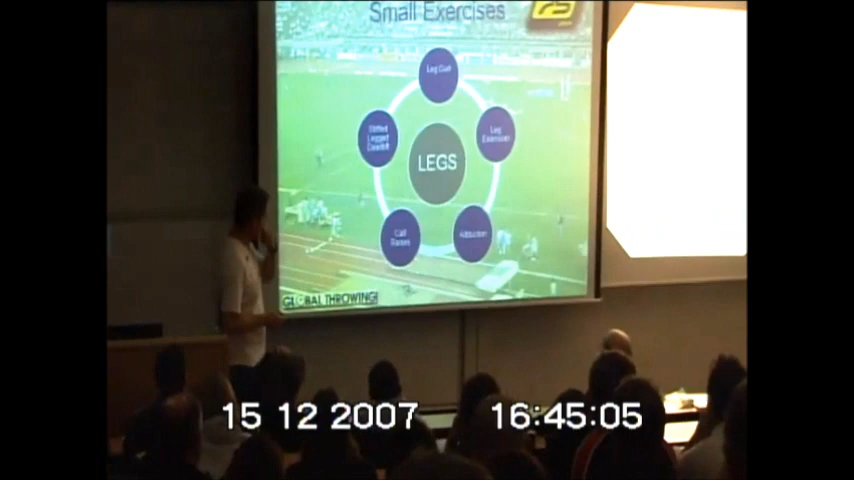 Small Exercises
Leg Curl
Leg
Extension
Stiffed
Legged
Deadlift
LEGS
Calf
Raises
Adduction
GLOBAL THROWING!
15 12 2007 16:45:05